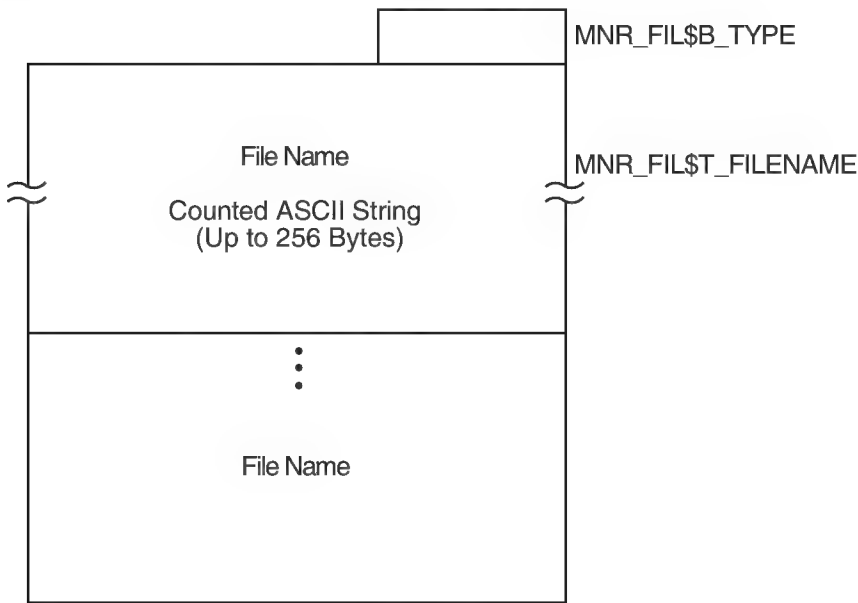 MNR_FIL$B_TYPE
File Name
MNR_FIL$T_FILENAME
Counted ASCII String
(Up to 256 Bytes)
File Name